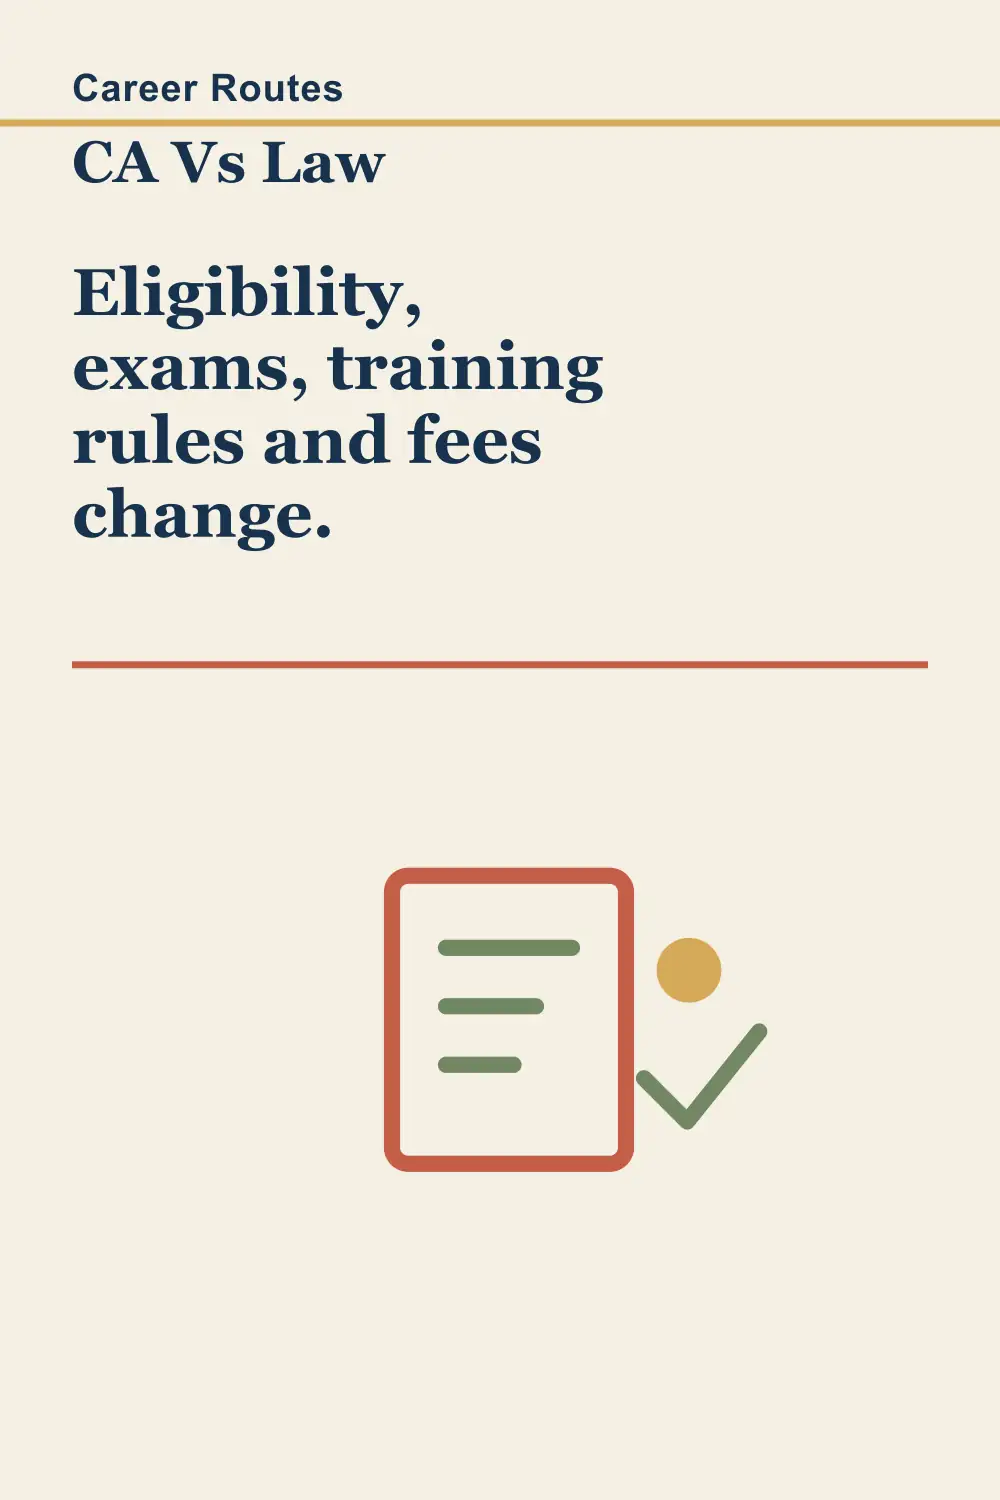 Career Routes
CA Vs Law
Eligibility,
exams, training
rules and fees
change.